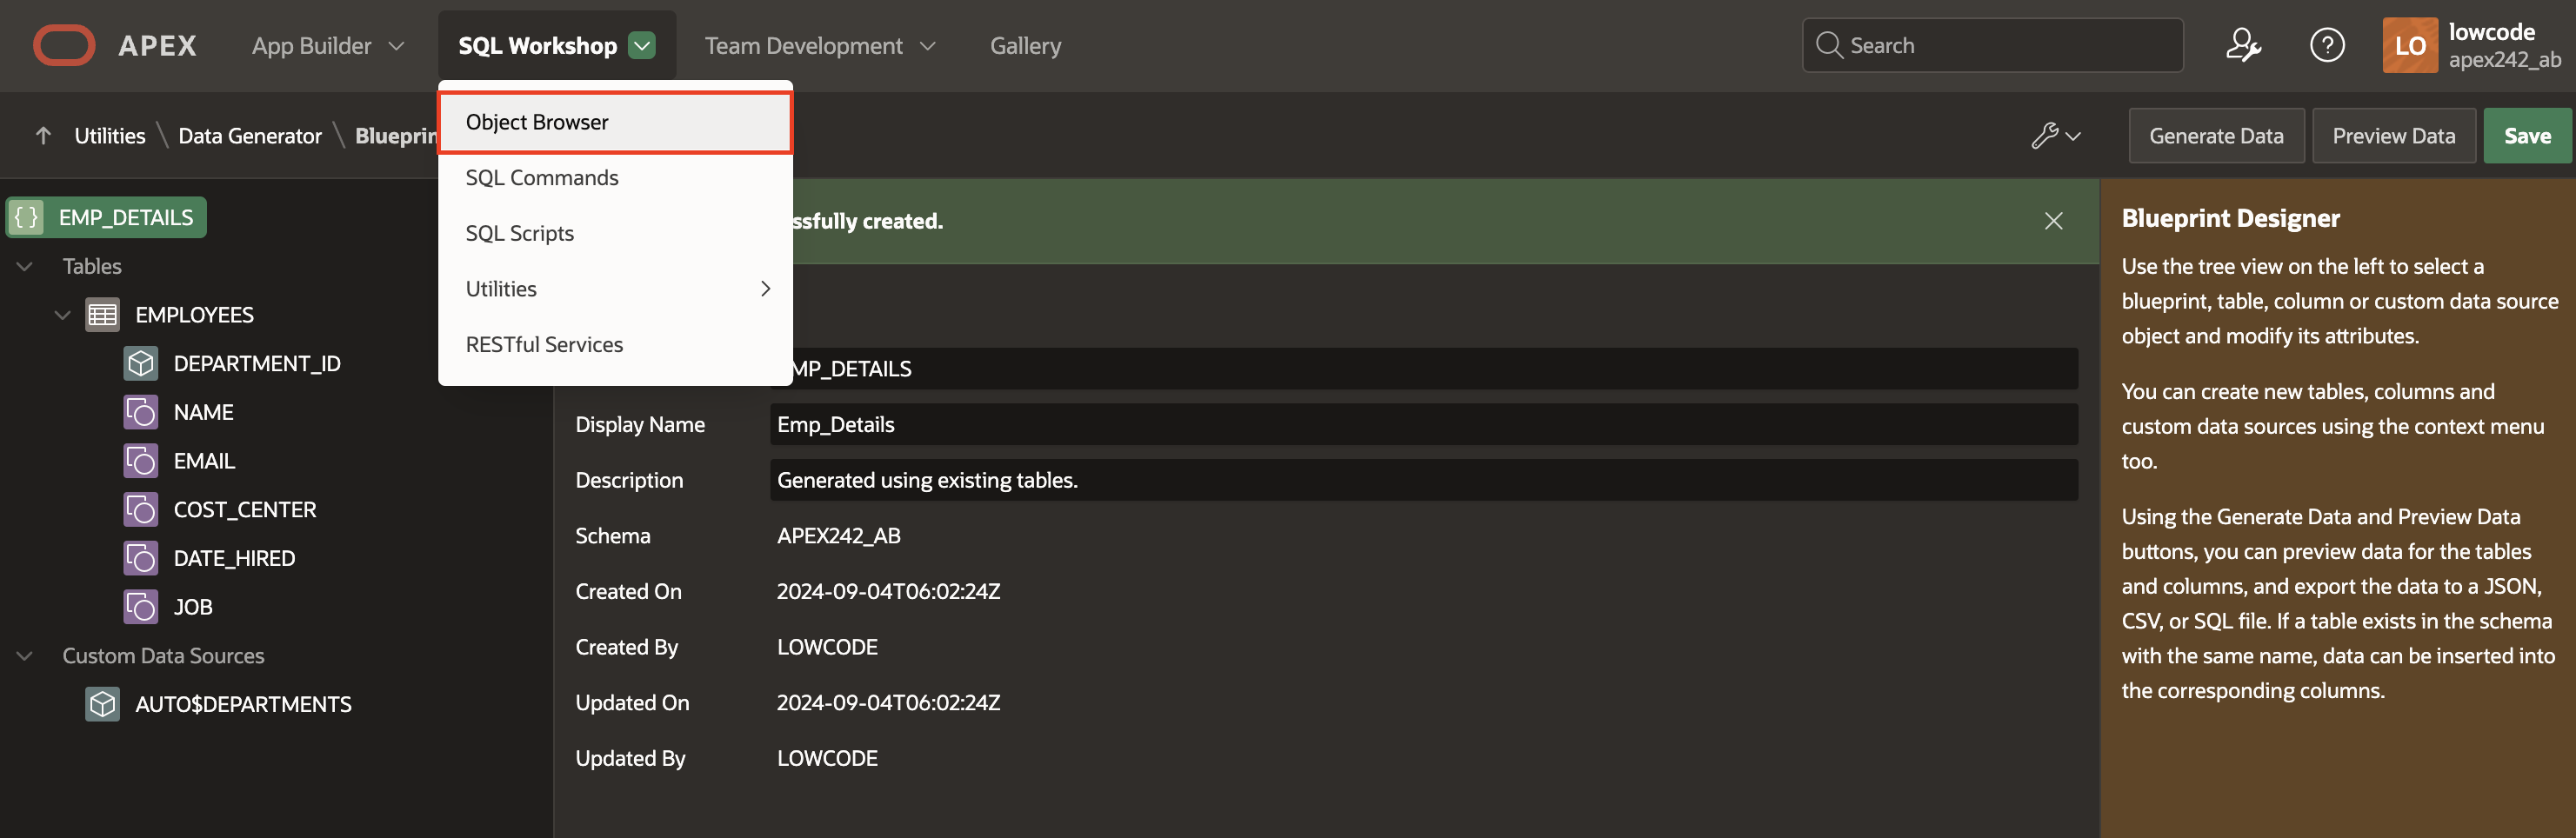 APEX
App Builder
SQL Workshop
Team Development
Gallery
Search
LO
lowcode
apex242_ab
Utilities \ Data Generator \ Blueprin
Generate Data
Preview Data
Save
Object Browser
SQL Commands
SQL Scripts
Utilities
RESTful Services
EMP_DETAILS
Tables
EMPLOYEES
DEPARTMENT_ID
NAME
EMAIL
COST_CENTER
DATE_HIRED
JOB
Custom Data Sources
AUTO$DEPARTMENTS
ssfully created.
MP_DETAILS
Display Name
Emp_Details
Description
Generated using existing tables.
Schema
APEX242_AB
Created On
2024-09-04T06:02:24Z
Created By
LOWCODE
Updated On
2024-09-04T06:02:24Z
Updated By
LOWCODE
Blueprint Designer
Use the tree view on the left to select a
blueprint, table, column or custom data source
object and modify its attributes.
You can create new tables, columns and
custom data sources using the context menu
too.
Using the Generate Data and Preview Data
buttons, you can preview data for the tables
and columns, and export the data to a JSON,
CSV, or SQL file. If a table exists in the schema
with the same name, data can be inserted into
the corresponding columns.